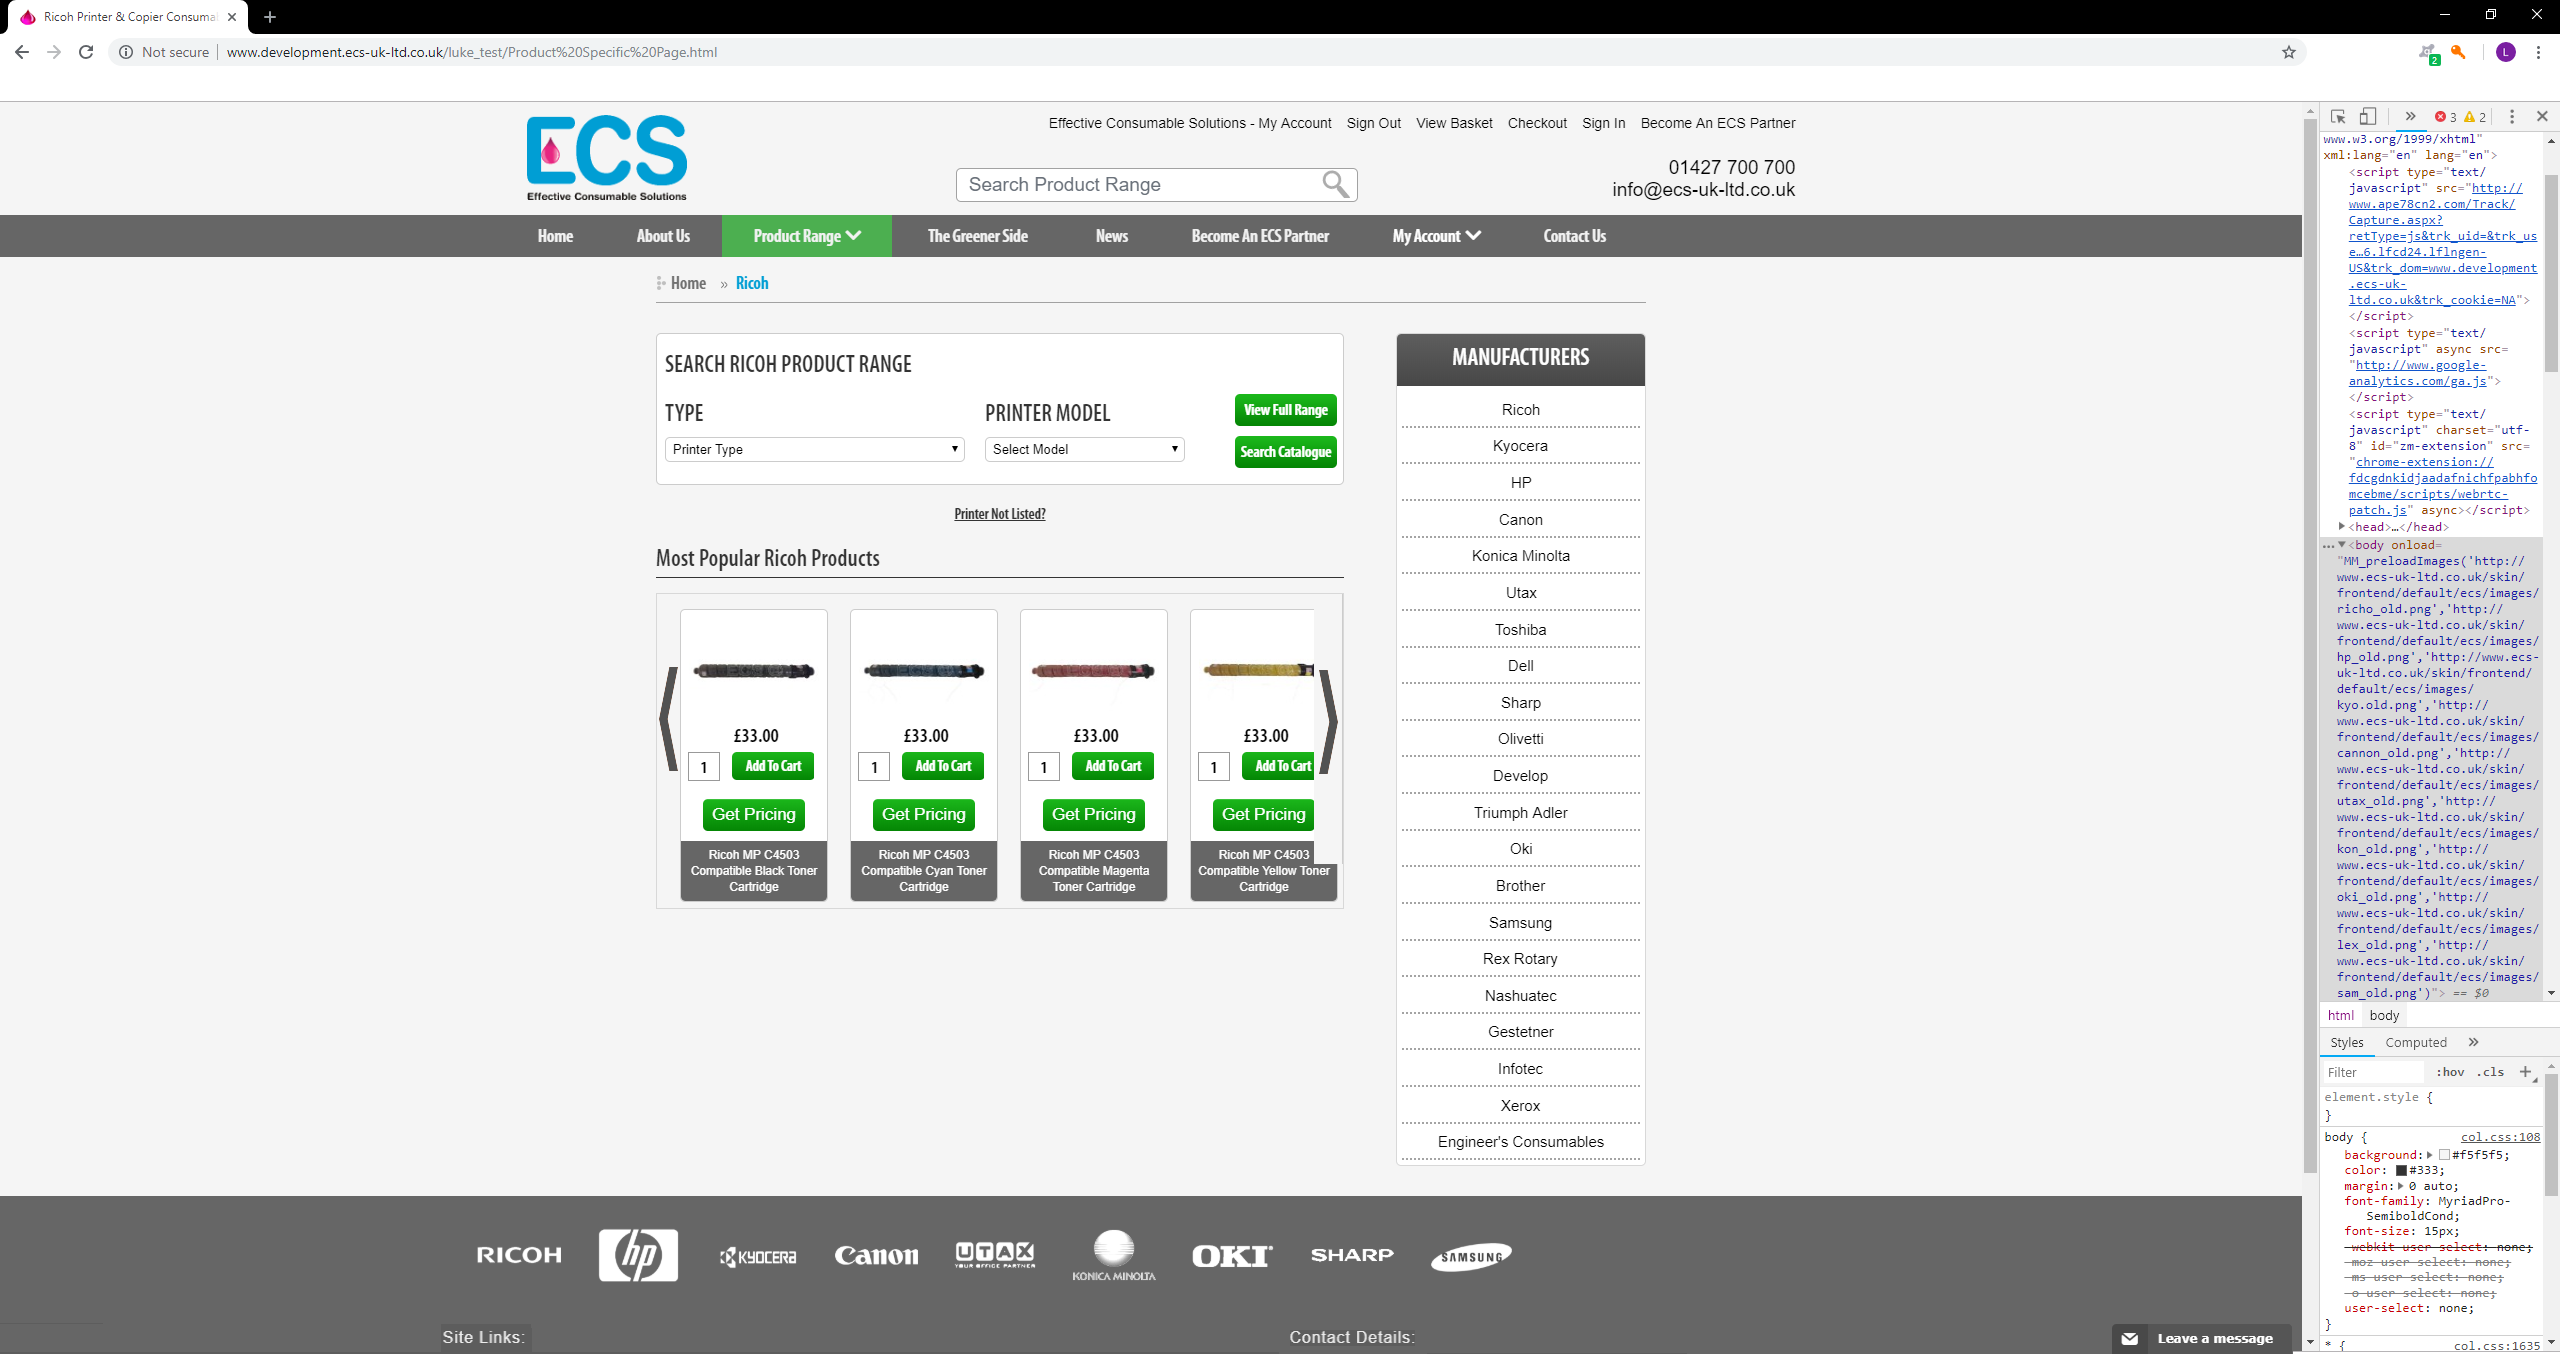 Ricoh Printer & Copier Consuma
Not secure
www.development.ecs-uk-ltd.co.uk/luke_test/Product%20Specific%20Page.html
2
L
ECS
Effective Consumable Solutions
Effective Consumable Solutions - My Account
Sign Out
View Basket
Checkout
Sign In
Become An ECS Partner
Search Product Range
01427 700 700
info@ecs-uk-ltd.co.uk
Home
About Us
Product Range
The Greener Side
News
Become An ECS Partner
My Account
Contact Us
Home » Ricoh
SEARCH RICOH PRODUCT RANGE
TYPE
PRINTER MODEL
View Full Range
Printer Type
Select Model
Search Catalogue
Printer Not Listed?
Most Popular Ricoh Products
£33.00
1
Add To Cart
Get Pricing
Ricoh MP C4503
Compatible Black Toner
Cartridge
£33.00
1
Add To Cart
Get Pricing
Ricoh MP C4503
Compatible Cyan Toner
Cartridge
£33.00
1
Add To Cart
Get Pricing
Ricoh MP C4503
Compatible Magenta
Toner Cartridge
£33.00
1
Add To Cart
Get Pricing
Ricoh MP C4503
Compatible Yellow Toner
Cartridge
MANUFACTURERS
Ricoh
Kyocera
HP
Canon
Konica Minolta
Utax
Toshiba
Dell
Sharp
Olivetti
Develop
Triumph Adler
Oki
Brother
Samsung
Rex Rotary
Nashuatec
Gestetner
Infotec
Xerox
Engineer's Consumables
RICOH
hp
KYOCERA
Canon
UTAX
YOUR OFFICE PARTNER
KONICA MINOLTA
OKI
SHARP
SAMSUNG
Site Links:
Contact Details:
Leave a message
3
2
www.w3.org/1999/xhtml"
xml:lang="en" lang="en">
<script type="text/
javascript" src="http://
www.ape78cn2.com/Track/
Capture.aspx?
retType=js&trk_uid=&trk_us
e…6.lfcd24.lflngen-
US&trk_dom=www.development
.ecs-uk-
ltd.co.uk&trk_cookie=NA">
</script>
<script type="text/
javascript" async src=
"http://www.google-
analytics.com/ga.js">
</script>
<script type="text/
javascript" charset="utf-
8" id="zm-extension" src=
"chrome-extension://
fdcgdnkidjaadafnichfpabhfo
mcebme/scripts/webrtc-
patch.js" async></script>
<head>…</head>
<body onload=
"MM_preloadImages('http://
www.ecs-uk-ltd.co.uk/skin/
frontend/default/ecs/images/
richo_old.png','http://
www.ecs-uk-ltd.co.uk/skin/
frontend/default/ecs/images/
hp_old.png','http://www.ecs-
uk-ltd.co.uk/skin/frontend/
default/ecs/images/
kyo.old.png','http://
www.ecs-uk-ltd.co.uk/skin/
frontend/default/ecs/images/
cannon_old.png','http://
www.ecs-uk-ltd.co.uk/skin/
frontend/default/ecs/images/
utax_old.png','http://
www.ecs-uk-ltd.co.uk/skin/
frontend/default/ecs/images/
kon_old.png','http://
www.ecs-uk-ltd.co.uk/skin/
frontend/default/ecs/images/
oki_old.png','http://
www.ecs-uk-ltd.co.uk/skin/
frontend/default/ecs/images/
lex_old.png','http://
www.ecs-uk-ltd.co.uk/skin/
frontend/default/ecs/images/
sam_old.png')"> == $0
html body
Styles Computed
Filter :hov .cls
element.style {
}
body { col.css:108
background: #f5f5f5;
color: #333;
margin: 0 auto;
font-family: MyriadPro-
SemiboldCond;
font-size: 15px;
-webkit-user-select: none;
-moz-user-select: none;
-ms-user-select: none;
-o-user-select: none;
user-select: none;
}
* { col.css:1635